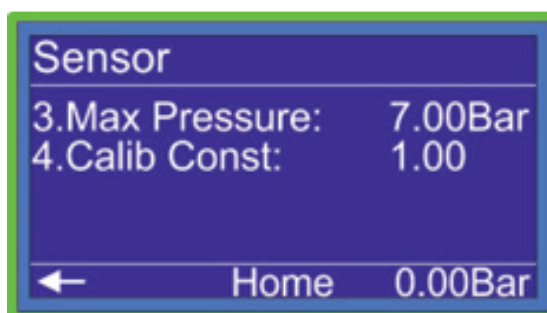 Sensor
3.Max Pressure: 7.00Bar
4.Calib Const: 1.00
← Home 0.00Bar